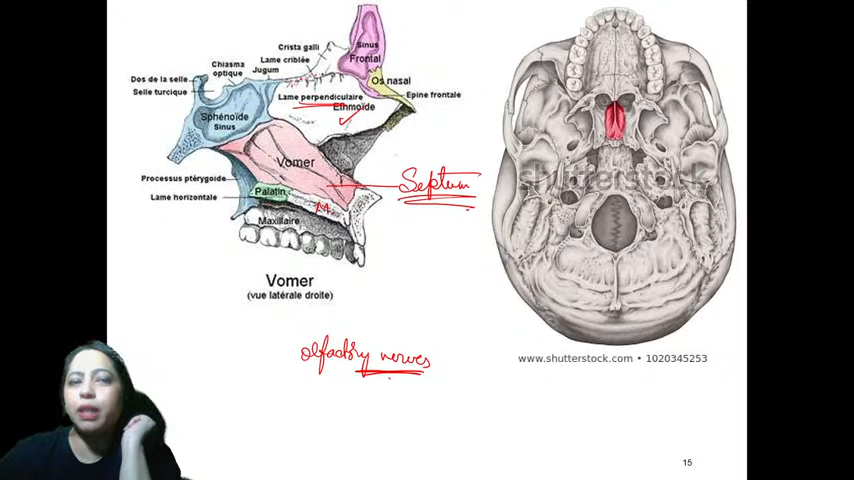 Crista galli
Sinus
Frontal
Chiasma
optique
Lame criblée
Jugum
Dos de la selle
Selle turcique
Os nasal
Lame perpendiculaire
Ethmoïde
Epine frontale
Sphénoïde
Sinus
Vomer
Processus ptérygoïde
Septum
Palatin
Lame horizontale
M
Maxillaire
Vomer
(vue latérale droite)
olfactory nerves
shutterstock
www.shutterstock.com • 1020345253
15